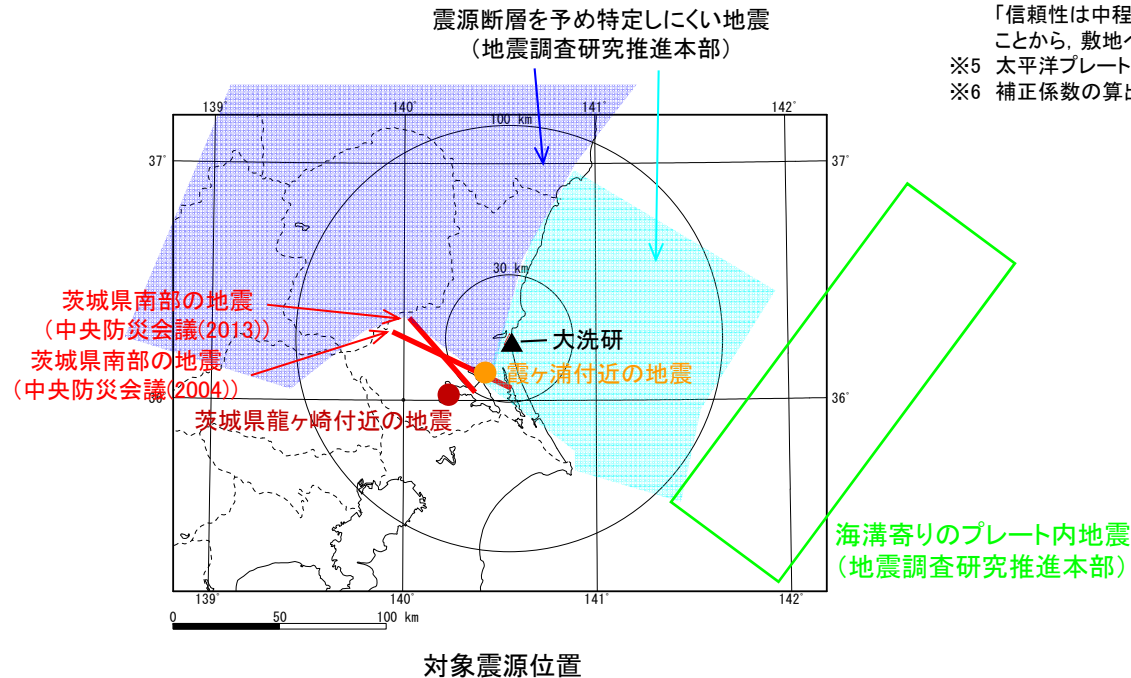 震源断層を予め特定しにくい地震
（地震調査研究推進本部）
「信頼性は中程
ことから，敷地へ
※5 太平洋プレート
※6 補正係数の算出
139° 140° 141° 142°
100 km
37° 37°
30 km
茨城県南部の地震
（中央防災会議(2013)）
茨城県南部の地震
（中央防災会議(2004)）
大洗研
霞ヶ浦付近の地震
36° 36°
茨城県龍ヶ崎付近の地震
海溝寄りのプレート内地震
（地震調査研究推進本部）
139° 140° 141° 142°
0 50 100 km
対象震源位置